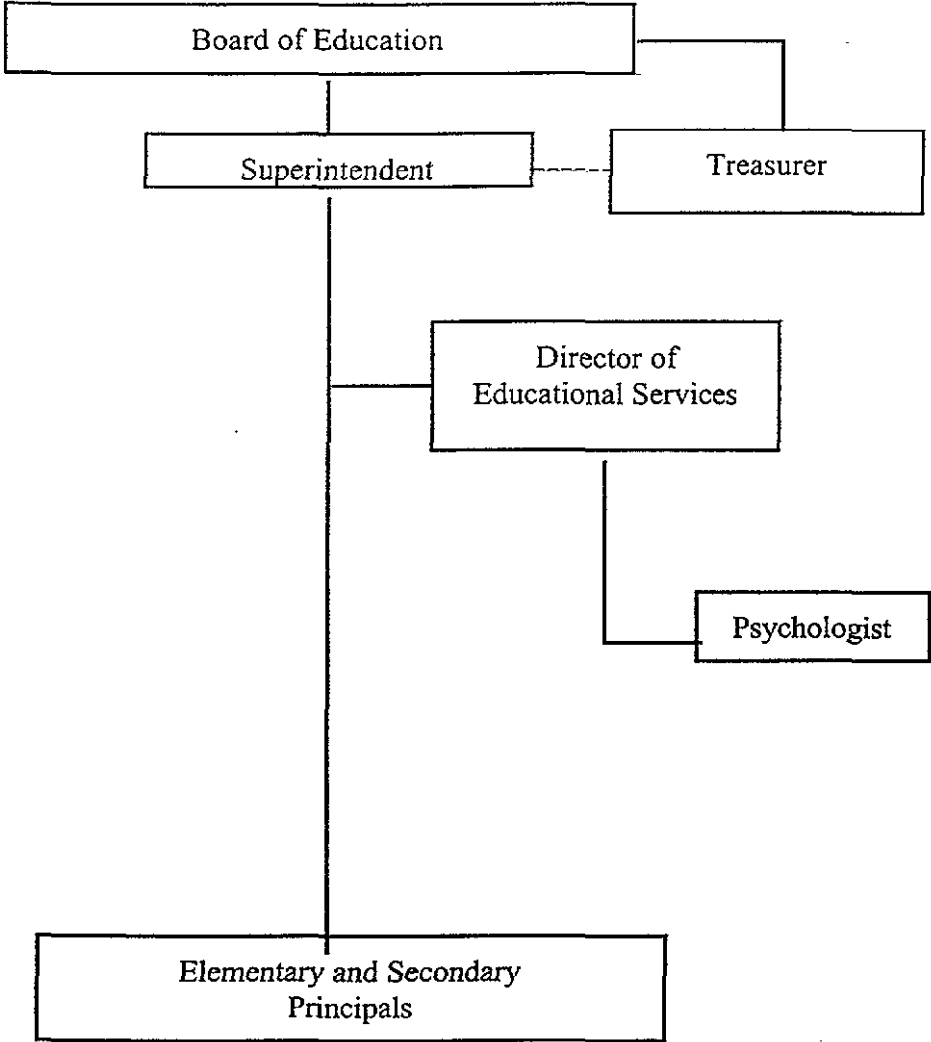 Board of Education
Superintendent
Treasurer
Director of
Educational Services
Psychologist
Elementary and Secondary
Principals